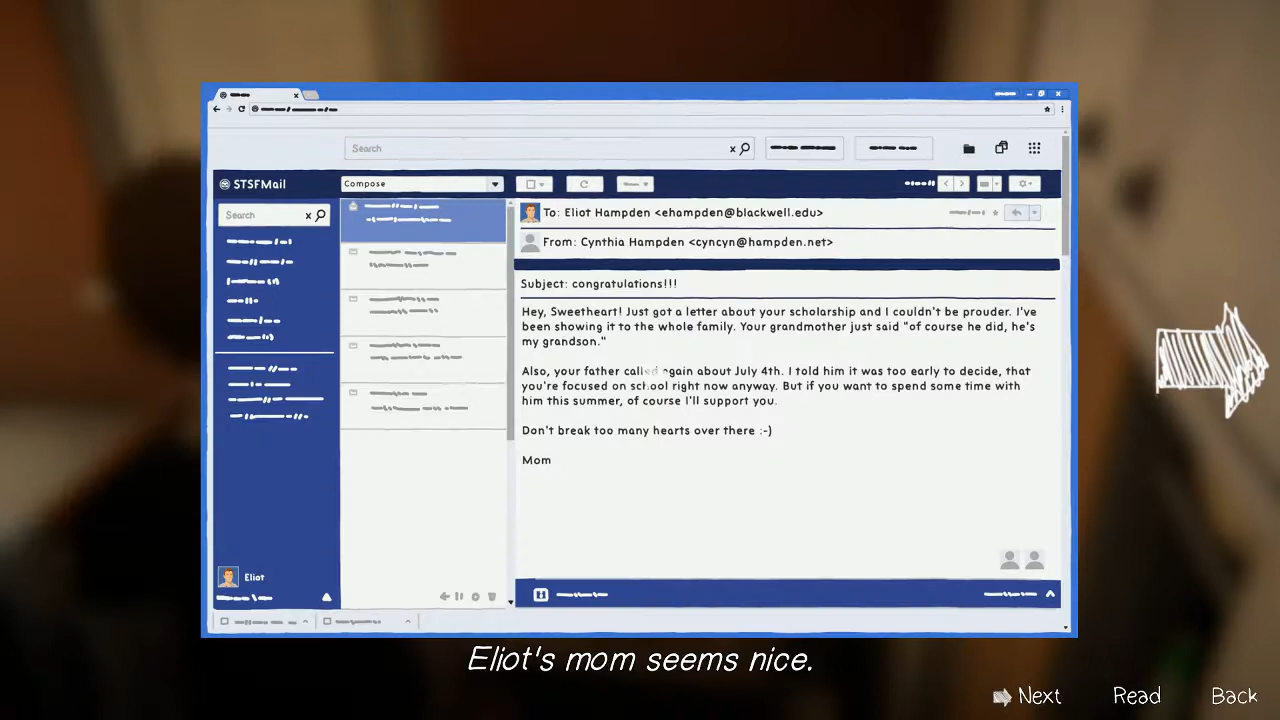 Search
STSFMail
Compose
Search
To: Eliot Hampden <ehampden@blackwell.edu>
From: Cynthia Hampden <cyncyn@hampden.net>
Subject: congratulations!!!
Hey, Sweetheart! Just got a letter about your scholarship and I couldn't be prouder. I've
been showing it to the whole family. Your grandmother just said "of course he did, he's
my grandson."
Also, your father called again about July 4th. I told him it was too early to decide, that
you're focused on school right now anyway. But if you want to spend some time with
him this summer, of course I'll support you.
Don't break too many hearts over there :-)
Mom
Eliot
Eliot's mom seems nice.
Next Read Back